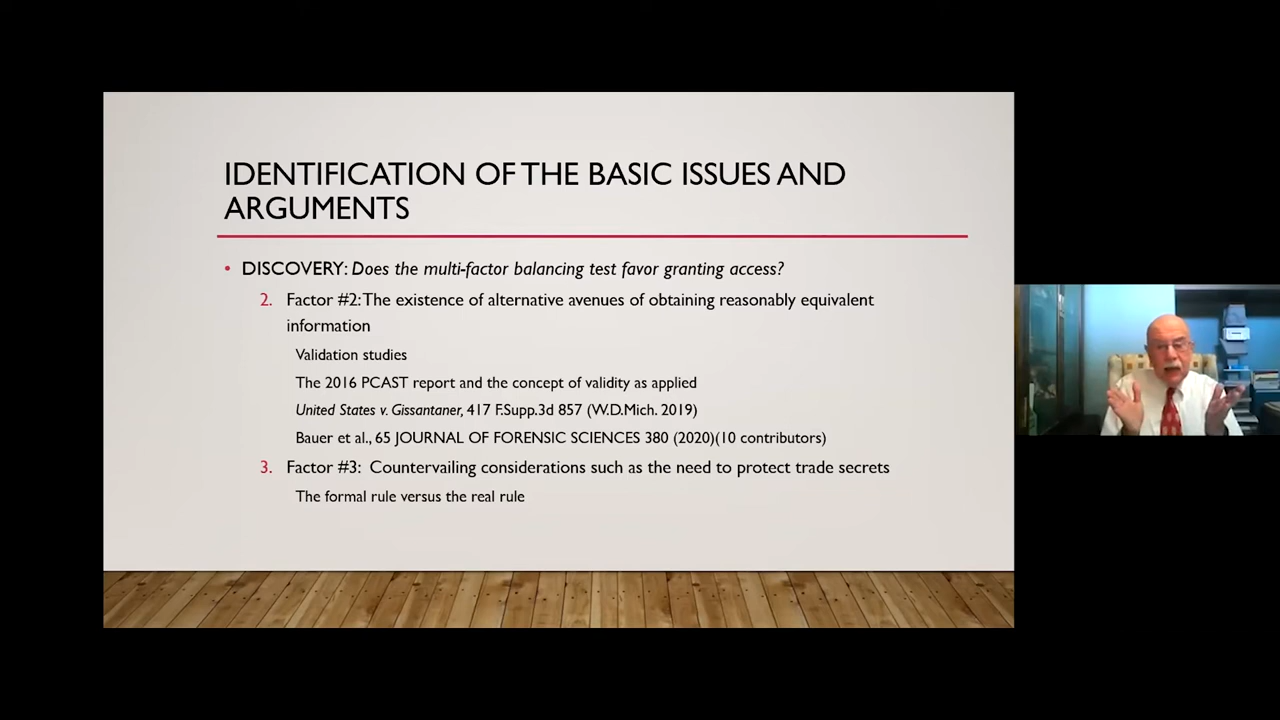 IDENTIFICATION OF THE BASIC ISSUES AND
ARGUMENTS
• DISCOVERY: Does the multi-factor balancing test favor granting access?
2. Factor #2: The existence of alternative avenues of obtaining reasonably equivalent
information
Validation studies
The 2016 PCAST report and the concept of validity as applied
United States v. Gissantaner, 417 F.Supp.3d 857 (W.D.Mich. 2019)
Bauer et al., 65 JOURNAL OF FORENSIC SCIENCES 380 (2020)(10 contributors)
3. Factor #3: Countervailing considerations such as the need to protect trade secrets
The formal rule versus the real rule